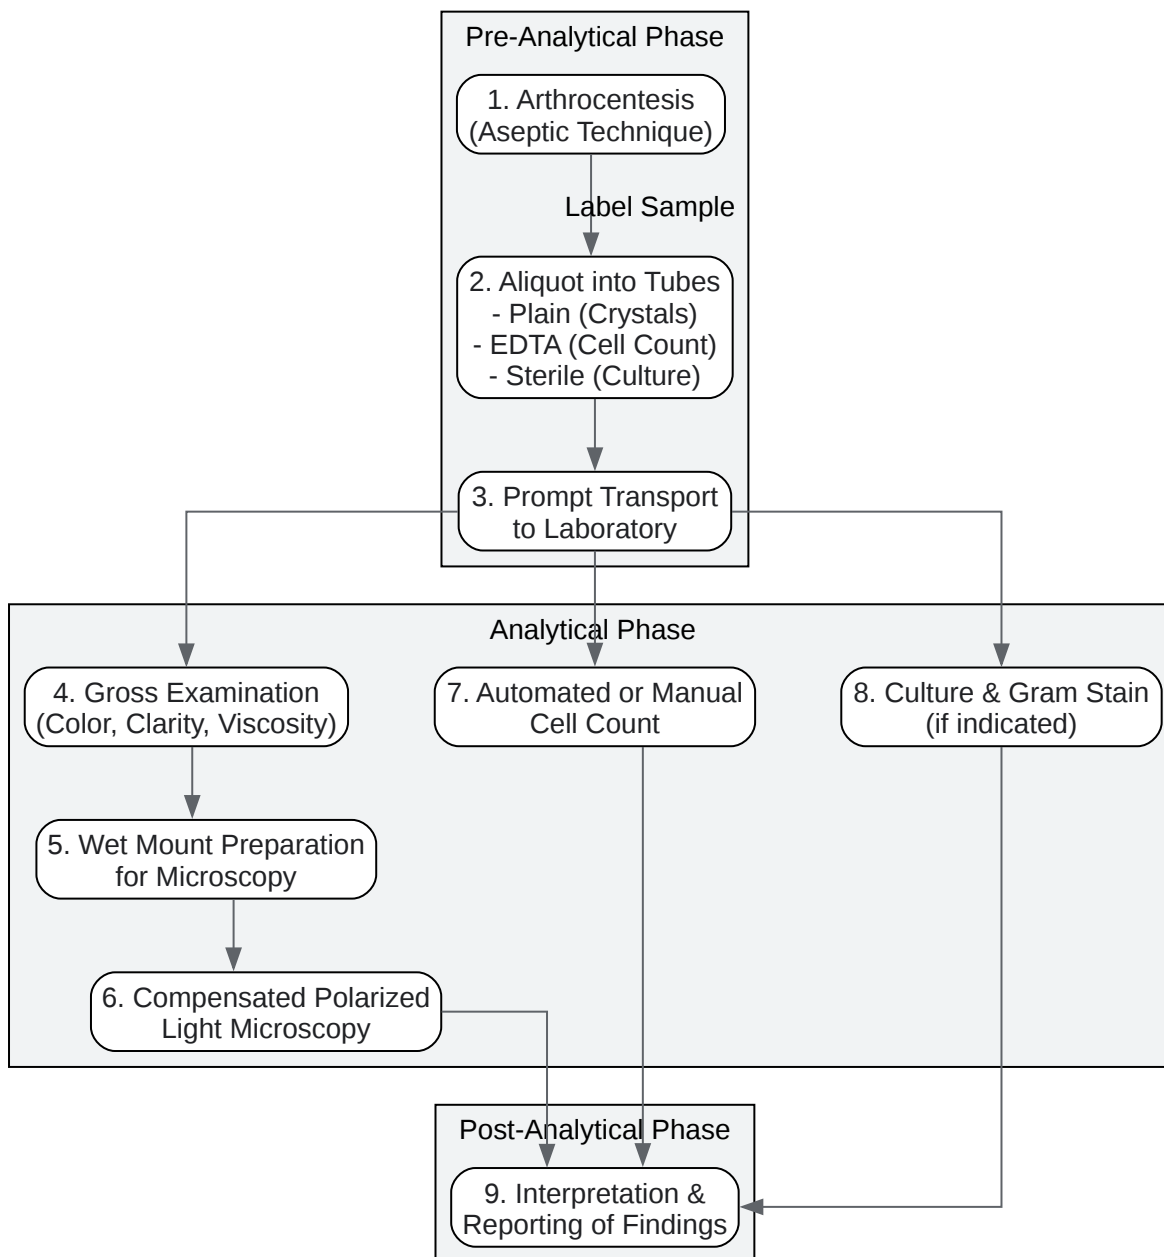 Pre-Analytical Phase
1. Arthrocentesis
(Aseptic Technique)
Label Sample
2. Aliquot into Tubes
- Plain (Crystals)
- EDTA (Cell Count)
- Sterile (Culture)
3. Prompt Transport
to Laboratory
Analytical Phase
4. Gross Examination
(Color, Clarity, Viscosity)
5. Wet Mount Preparation
for Microscopy
6. Compensated Polarized
Light Microscopy
7. Automated or Manual
Cell Count
8. Culture & Gram Stain
(if indicated)
Post-Analytical Phase
9. Interpretation &
Reporting of Findings